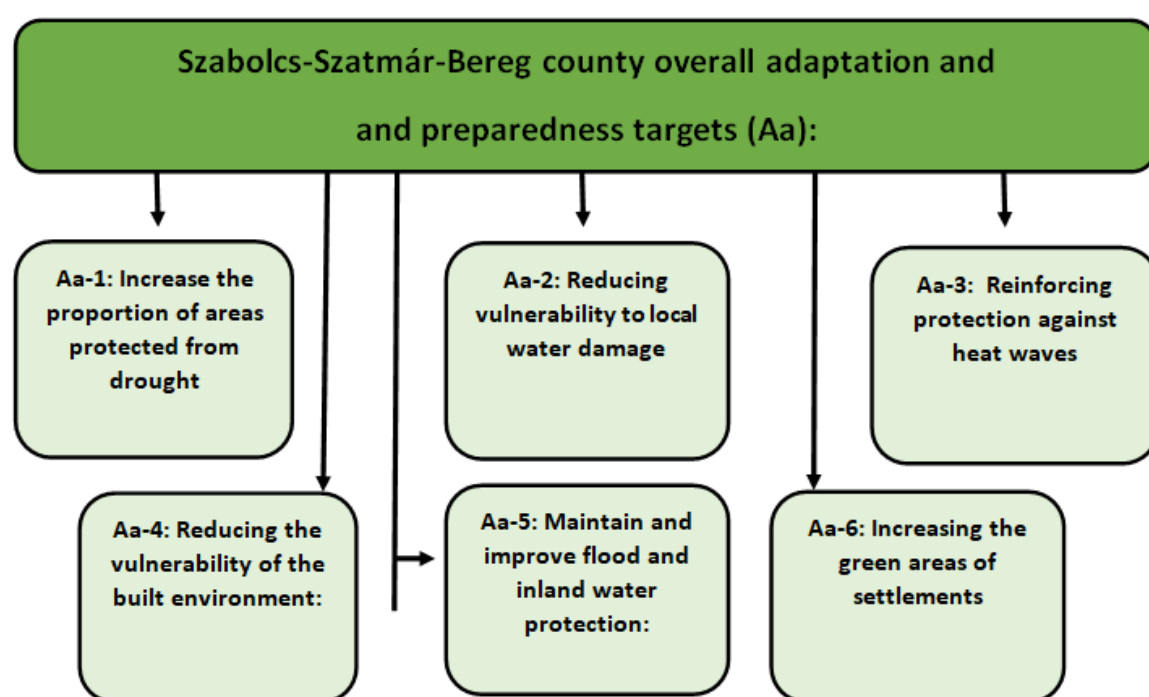 Szabolcs-Szatmár-Bereg county overall adaptation and
and preparedness targets (Aa):
Aa-1: Increase the
proportion of areas
protected from
drought
Aa-2: Reducing
vulnerability to local
water damage
Aa-3:  Reinforcing
protection against
heat waves
Aa-4: Reducing the
vulnerability of the
built environment:
Aa-5: Maintain and
improve flood and
inland water
protection:
Aa-6: Increasing the
green areas of
settlements